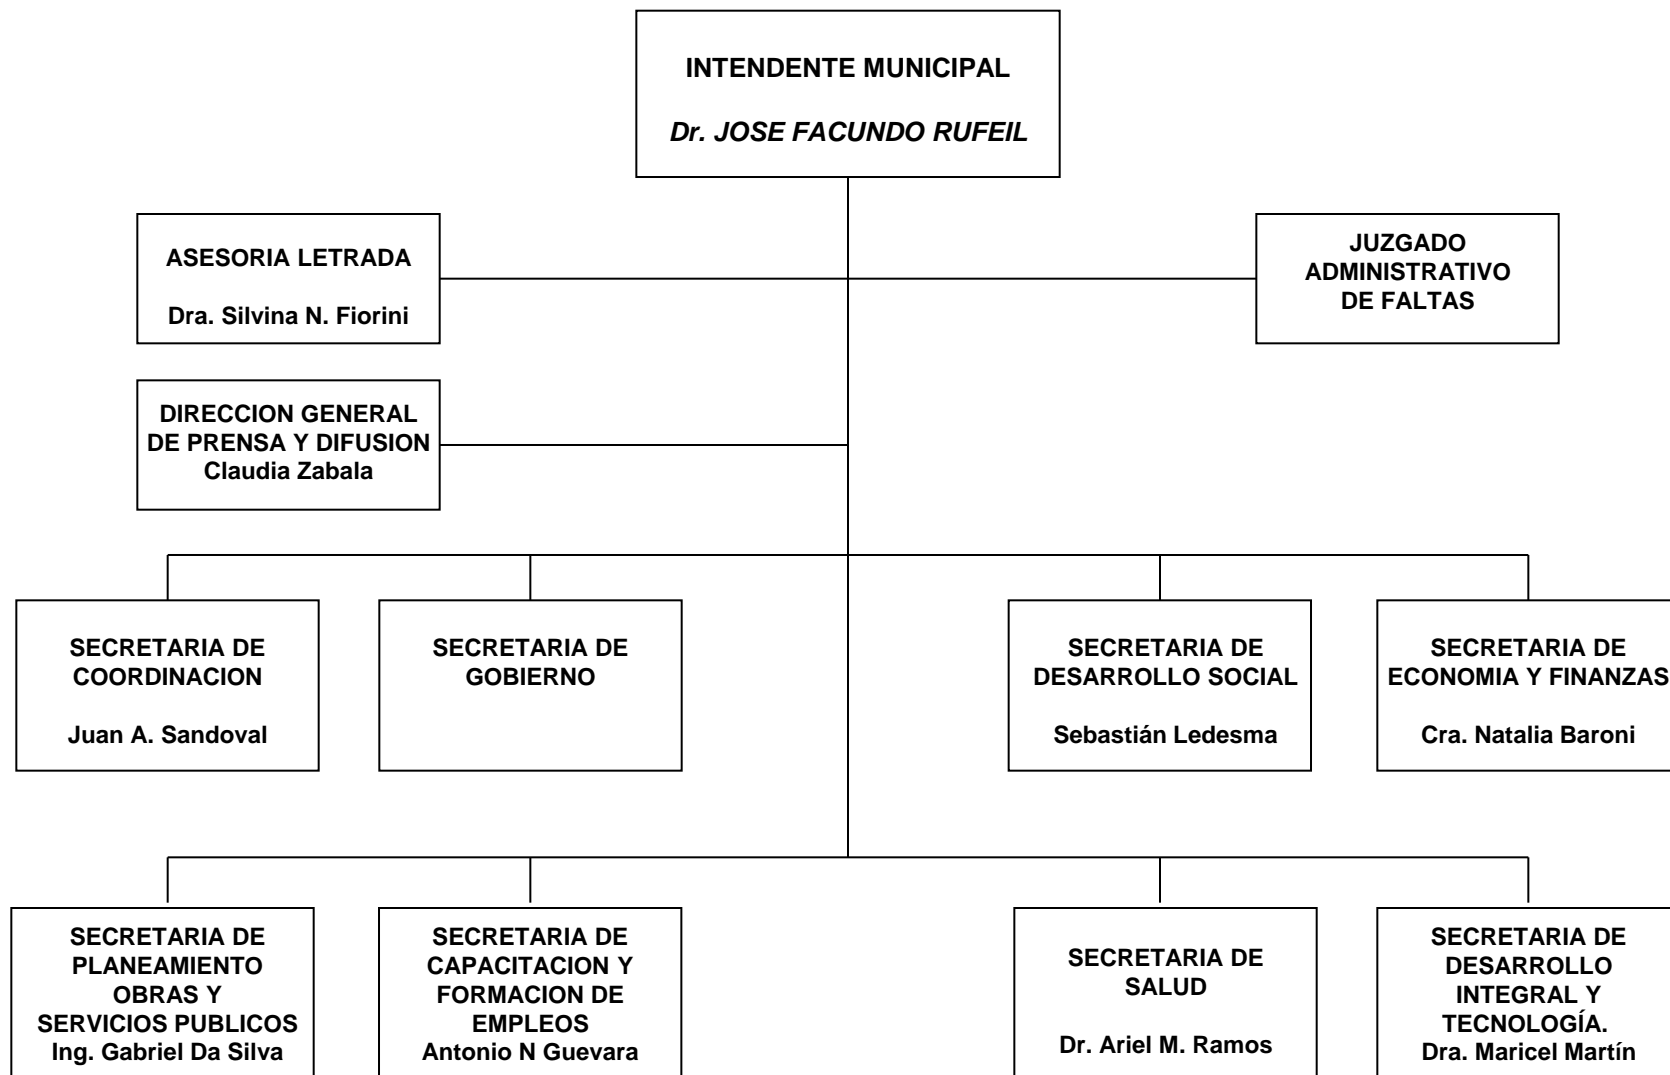 INTENDENTE MUNICIPAL
Dr. JOSE FACUNDO RUFEIL
ASESORIA LETRADA
Dra. Silvina N. Fiorini
JUZGADO
ADMINISTRATIVO
DE FALTAS
DIRECCION GENERAL
DE PRENSA Y DIFUSION
Claudia Zabala
SECRETARIA DE
COORDINACION
Juan A. Sandoval
SECRETARIA DE
GOBIERNO
SECRETARIA DE
DESARROLLO SOCIAL
Sebastián Ledesma
SECRETARIA DE
ECONOMIA Y FINANZAS
Cra. Natalia Baroni
SECRETARIA DE
PLANEAMIENTO
OBRAS Y
SERVICIOS PUBLICOS
Ing. Gabriel Da Silva
SECRETARIA DE
CAPACITACION Y
FORMACION DE
EMPLEOS
Antonio N Guevara
SECRETARIA DE
SALUD
Dr. Ariel M. Ramos
SECRETARIA DE
DESARROLLO
INTEGRAL Y
TECNOLOGÍA.
Dra. Maricel Martín